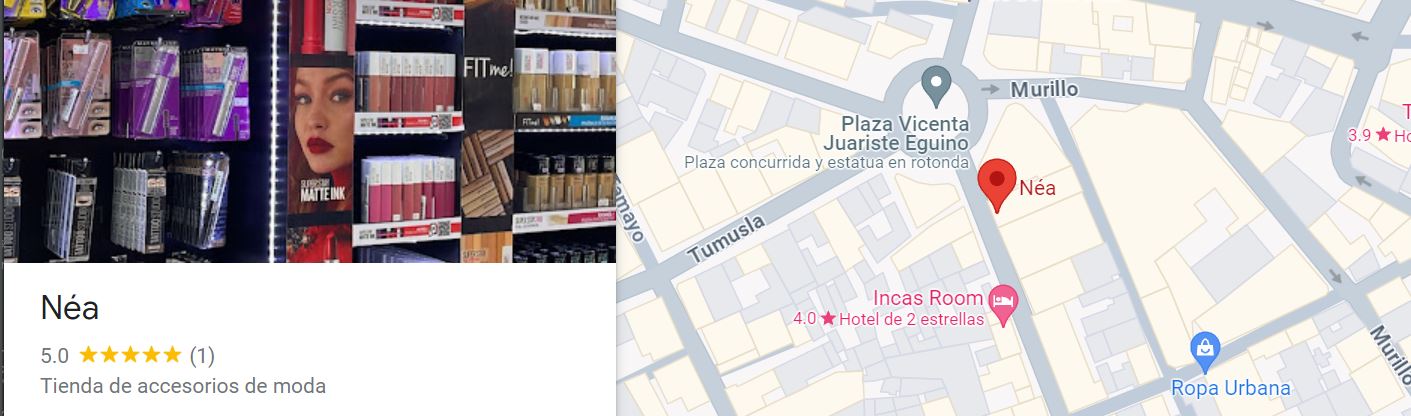 SUPERSTAY
MATTE INK
FIT me!
Néa
5.0 ★★★★★ (1)
Tienda de accesorios de moda
Murillo
Plaza Vicenta
Juariste Eguino
Plaza concurrida y estatua en rotonda
Néa
Tumusla
Incas Room
4.0 ★ Hotel de 2 estrellas
Ropa Urbana
3.9 ★
Murillo